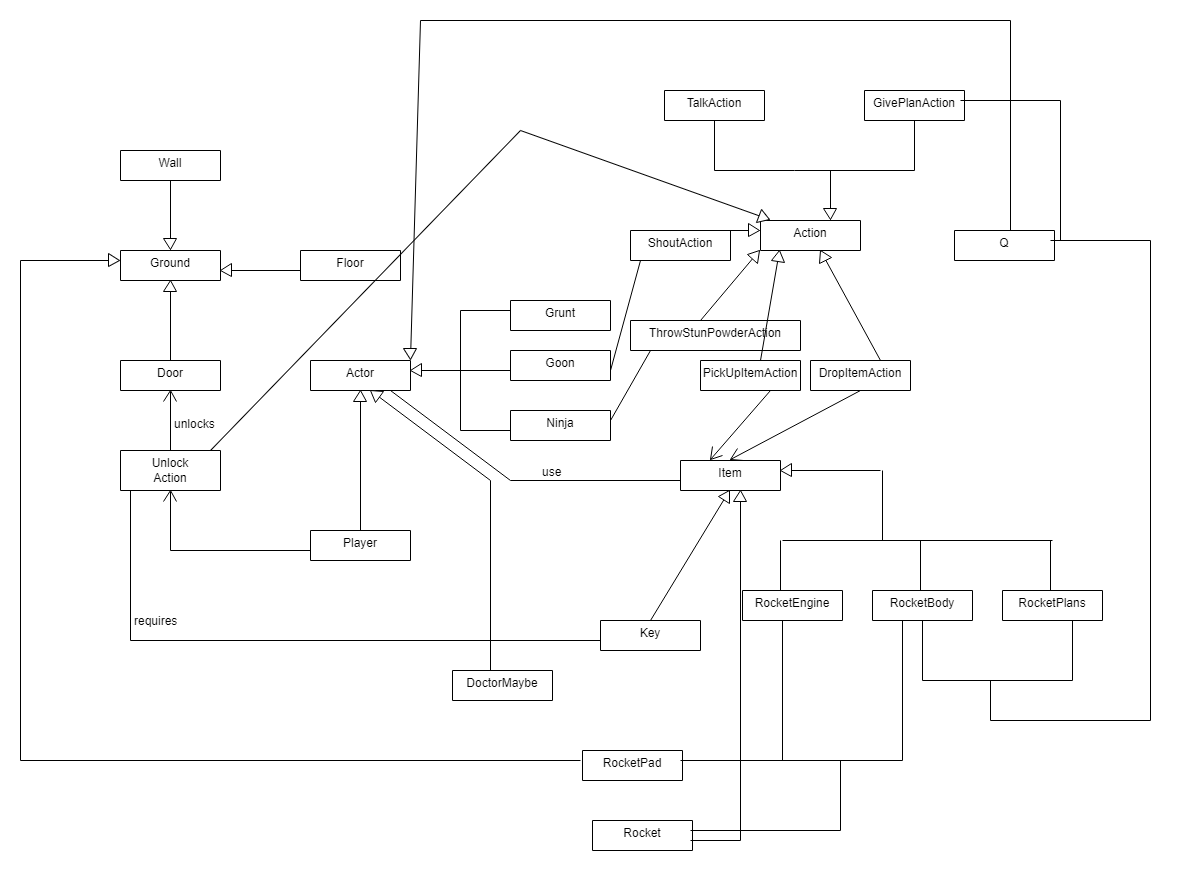 TalkAction
GivePlanAction
Wall
ShoutAction
Action
Q
Ground
Floor
Grunt
ThrowStunPowderAction
Door
Actor
Goon
PickUpItemAction
DropItemAction
unlocks
Ninja
Unlock
Action
use
Item
Player
RocketEngine
RocketBody
RocketPlans
requires
Key
DoctorMaybe
RocketPad
Rocket